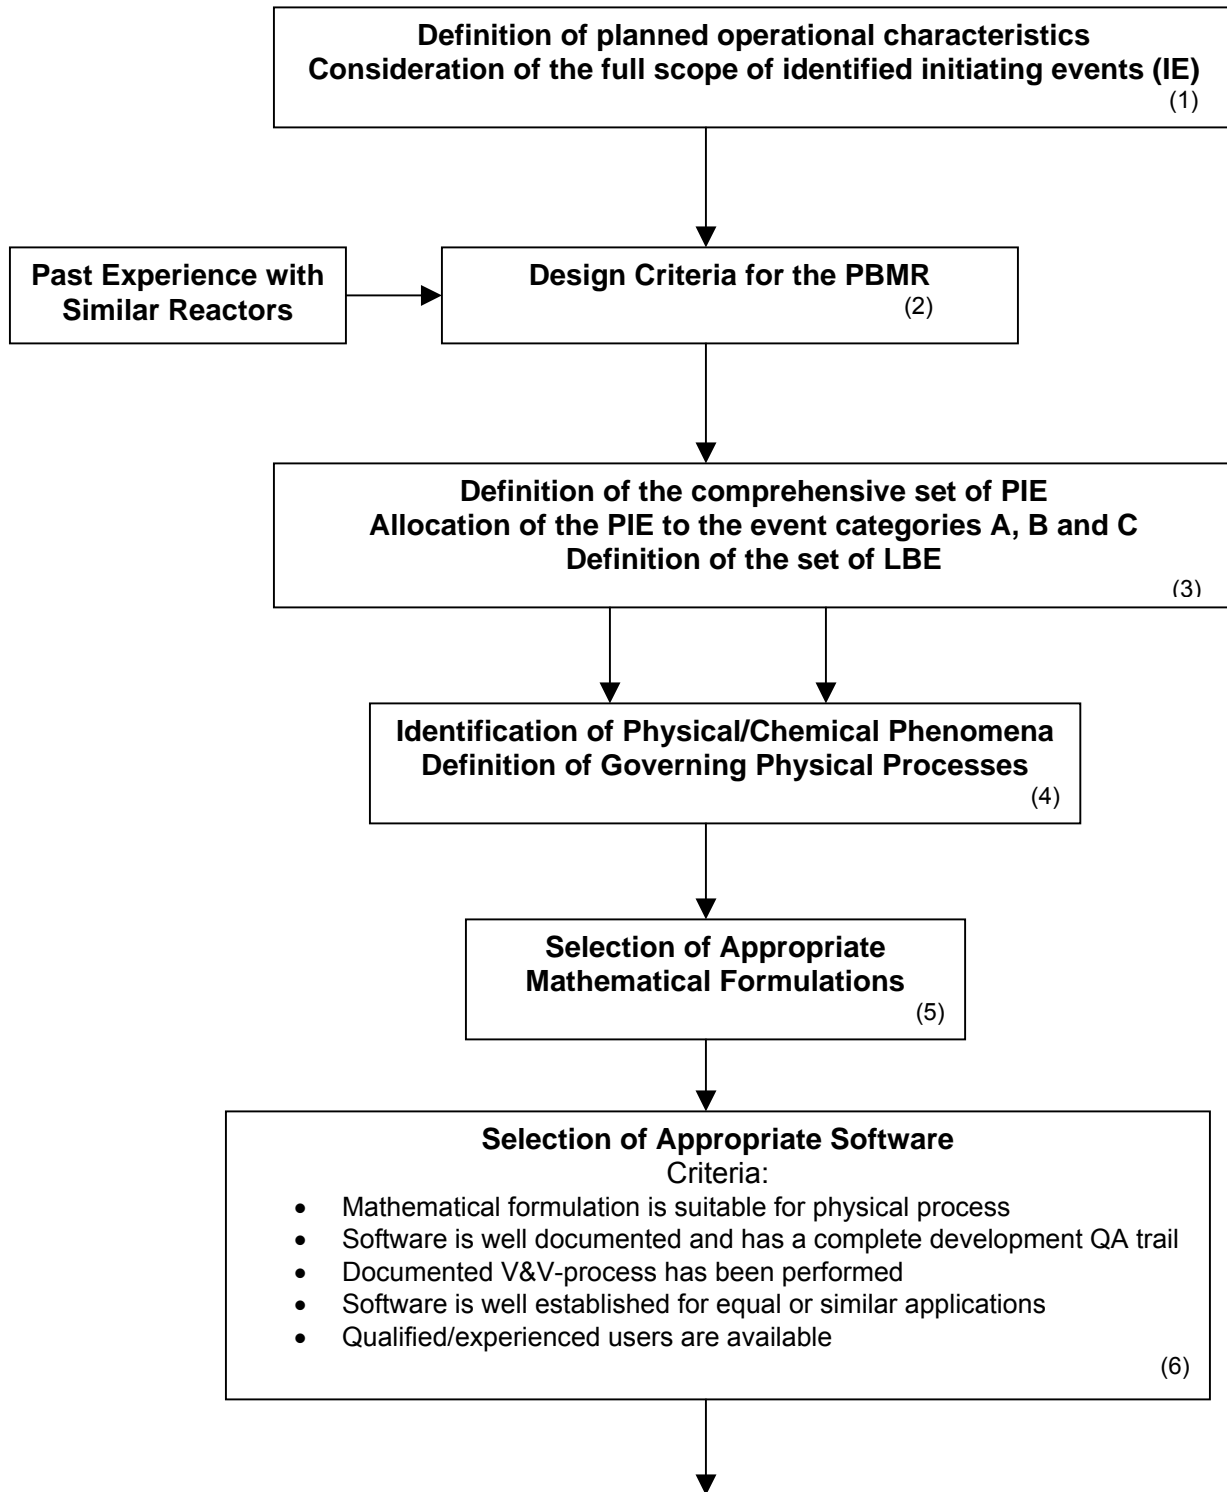 Definition of planned operational characteristics
Consideration of the full scope of identified initiating events (IE)
(1)
Past Experience with
Similar Reactors
Design Criteria for the PBMR
(2)
Definition of the comprehensive set of PIE
Allocation of the PIE to the event categories A, B and C
Definition of the set of LBE
(3)
Identification of Physical/Chemical Phenomena
Definition of Governing Physical Processes
(4)
Selection of Appropriate
Mathematical Formulations
(5)
Selection of Appropriate Software
Criteria:
• Mathematical formulation is suitable for physical process
• Software is well documented and has a complete development QA trail
• Documented V&V-process has been performed
• Software is well established for equal or similar applications
• Qualified/experienced users are available
(6)